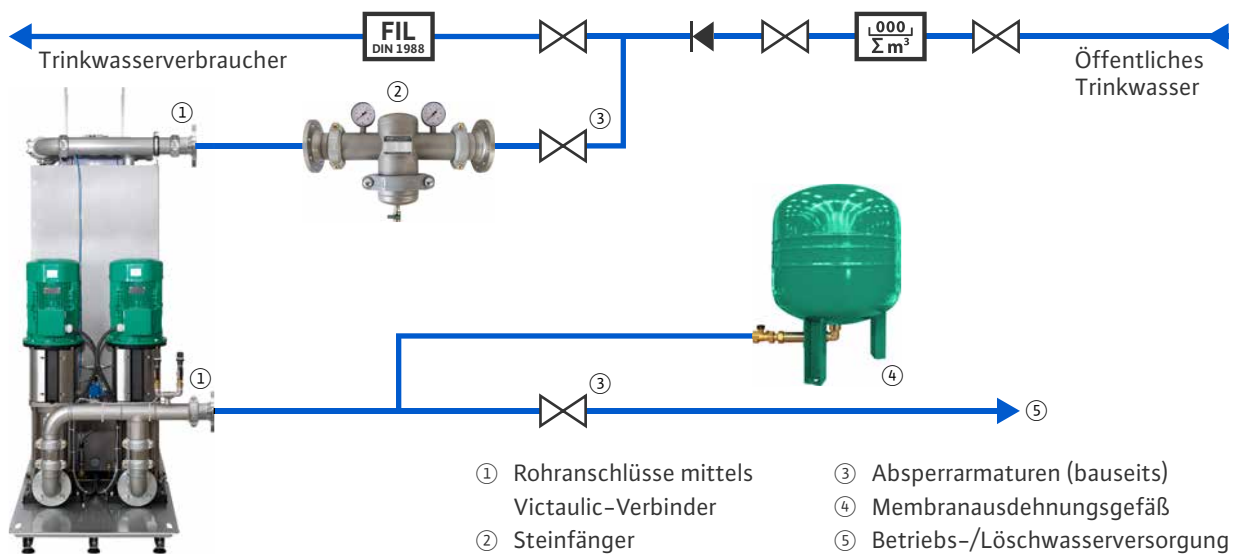 FIL
DIN 1988
000
Σ m³
Trinkwasserverbraucher
Öffentliches
Trinkwasser
①
②
③
①
③
④
⑤
① Rohranschlüsse mittels
Victaulic-Verbinder
② Steinfänger
③ Absperrarmaturen (bauseits)
④ Membranausdehnungsgefäß
⑤ Betriebs-/Löschwasserversorgung